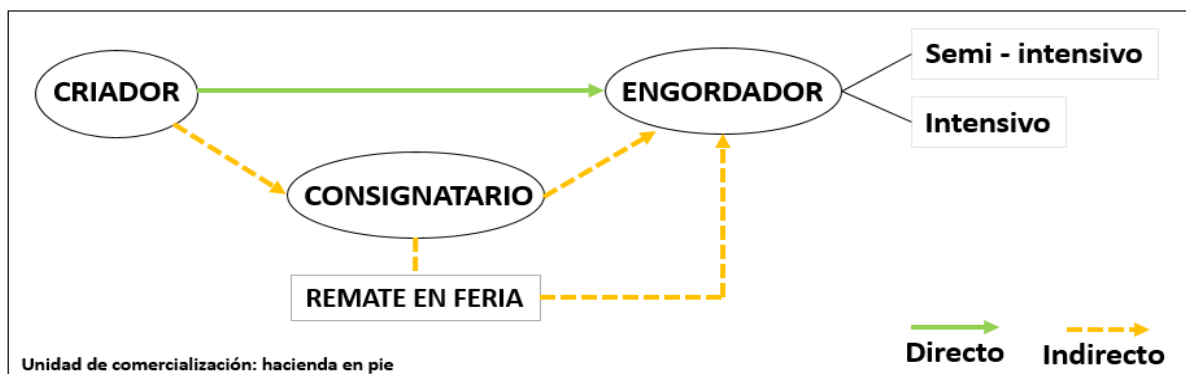 CRIADOR
ENGORDADOR
Semi - intensivo
Intensivo
CONSIGNATARIO
REMATE EN FERIA
Directo
Indirecto
Unidad de comercialización: hacienda en pie